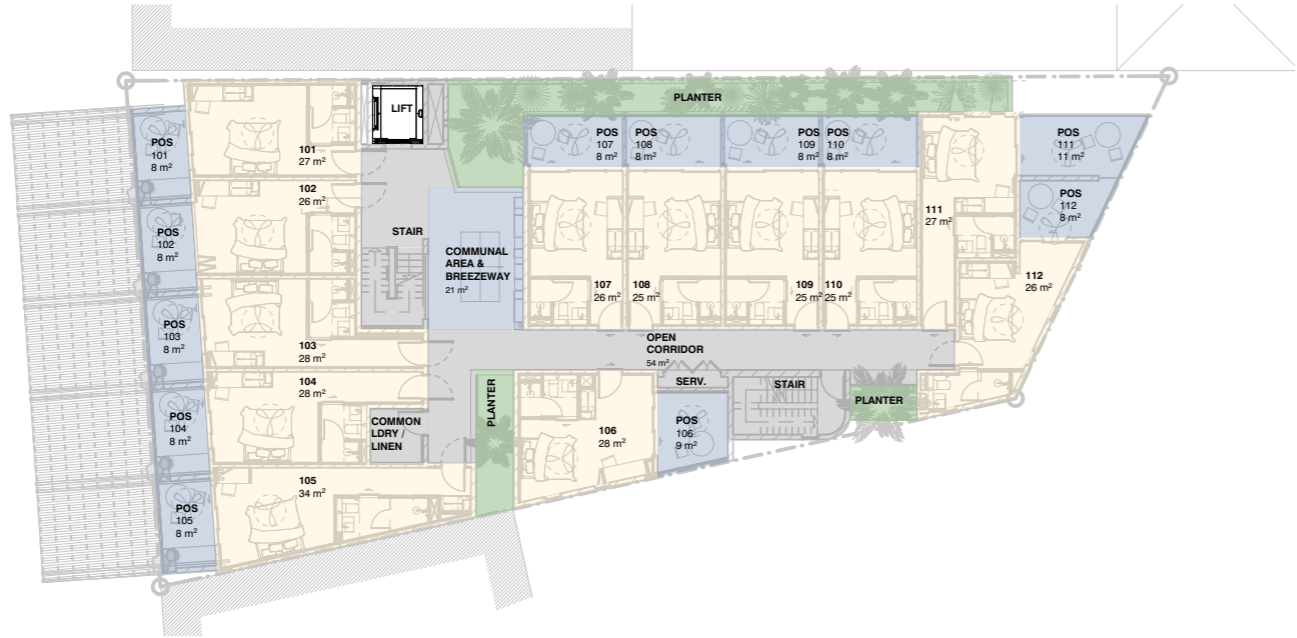 LIFT
PLANTER
POS
101
8 m²
101
27 m²
102
26 m²
POS
102
8 m²
STAIR
COMMUNAL
AREA &
BREEZEWAY
21 m²
POS
107
8 m²
POS
108
8 m²
POS
109
8 m²
POS
110
8 m²
POS
111
11 m²
POS
112
8 m²
111
27 m²
112
26 m²
107
26 m²
108
25 m²
109
25 m²
110
25 m²
POS
103
8 m²
103
28 m²
OPEN
CORRIDOR
54 m²
104
28 m²
SERV.
STAIR
PLANTER
PLANTER
POS
104
8 m²
COMMON
LDRY /
LINEN
106
28 m²
POS
106
9 m²
105
34 m²
POS
105
8 m²